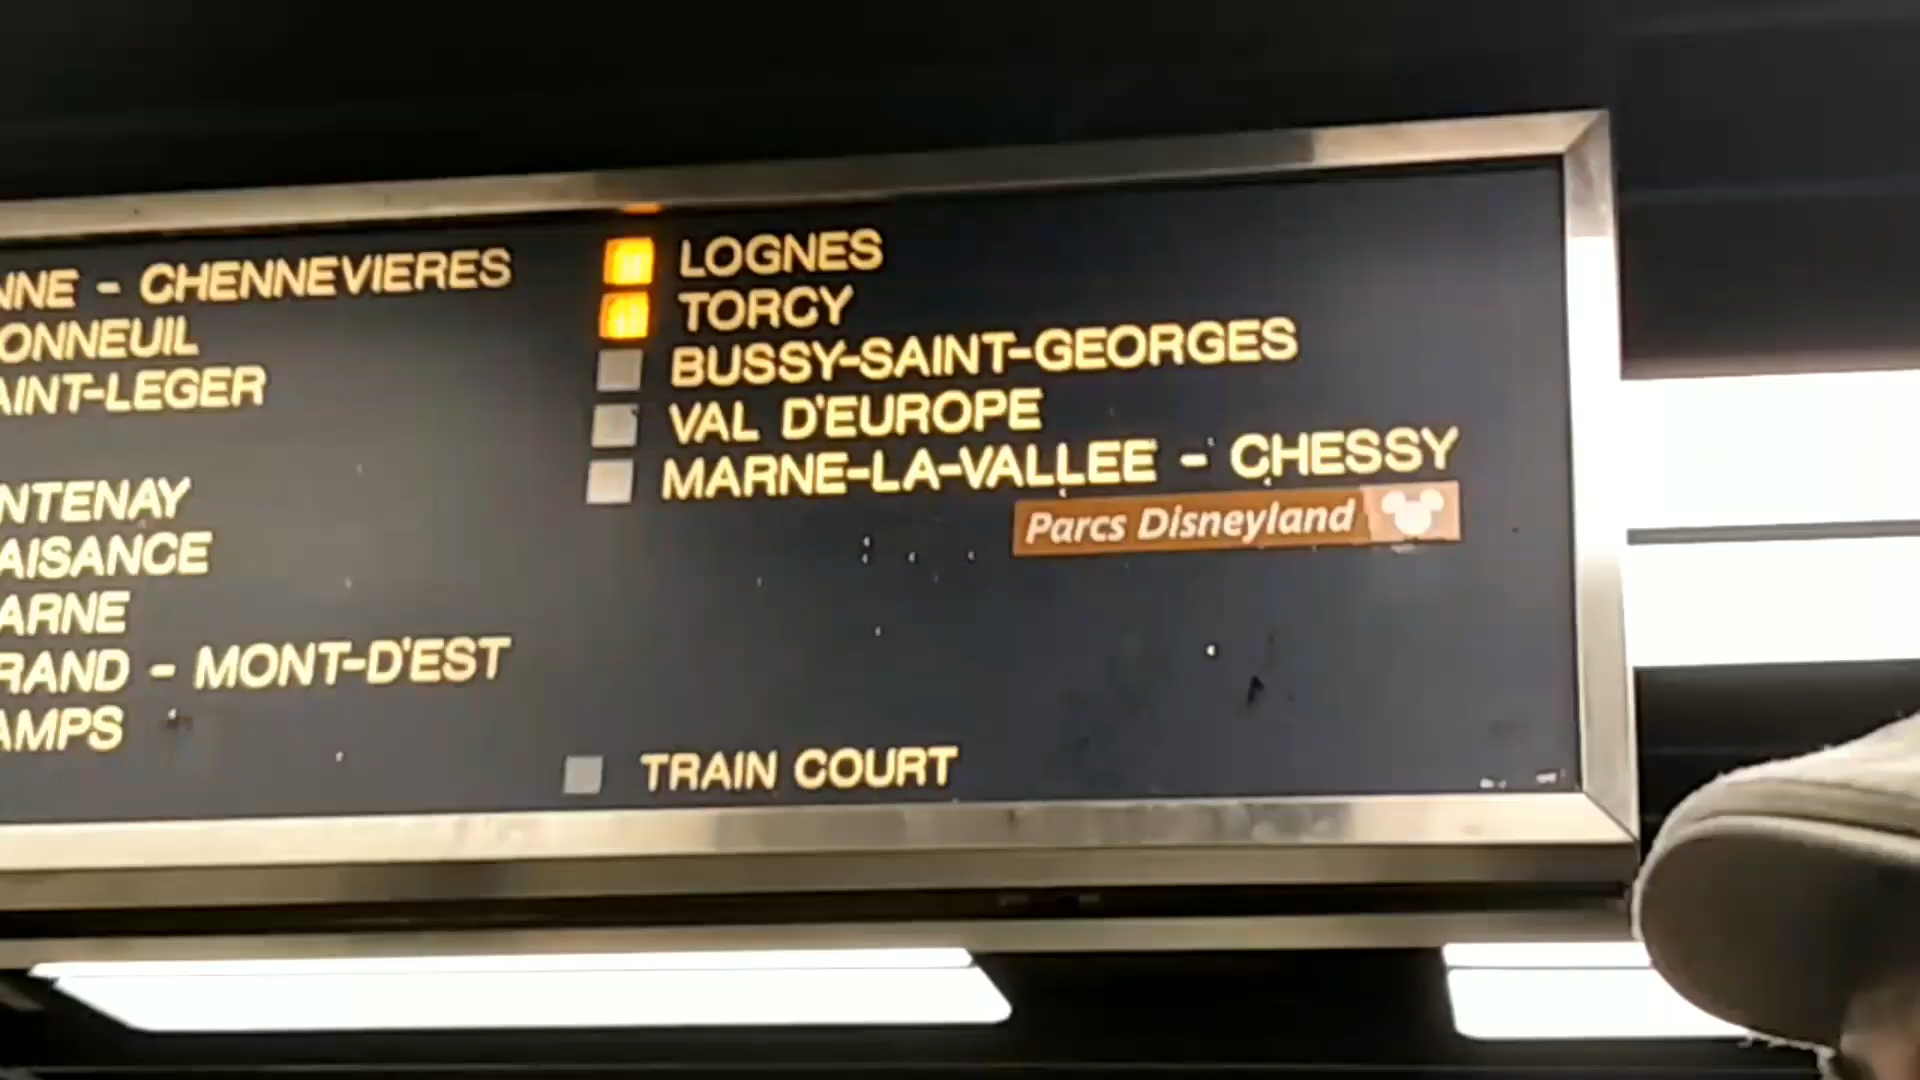 NNE - CHENNEVIERES
ONNEUIL
AINT-LEGER
NTENAY
AISANCE
ARNE
RAND - MONT-D'EST
AMPS
LOGNES
TORCY
BUSSY-SAINT-GEORGES
VAL D'EUROPE
MARNE-LA-VALLEE - CHESSY
Parcs Disneyland
TRAIN COURT